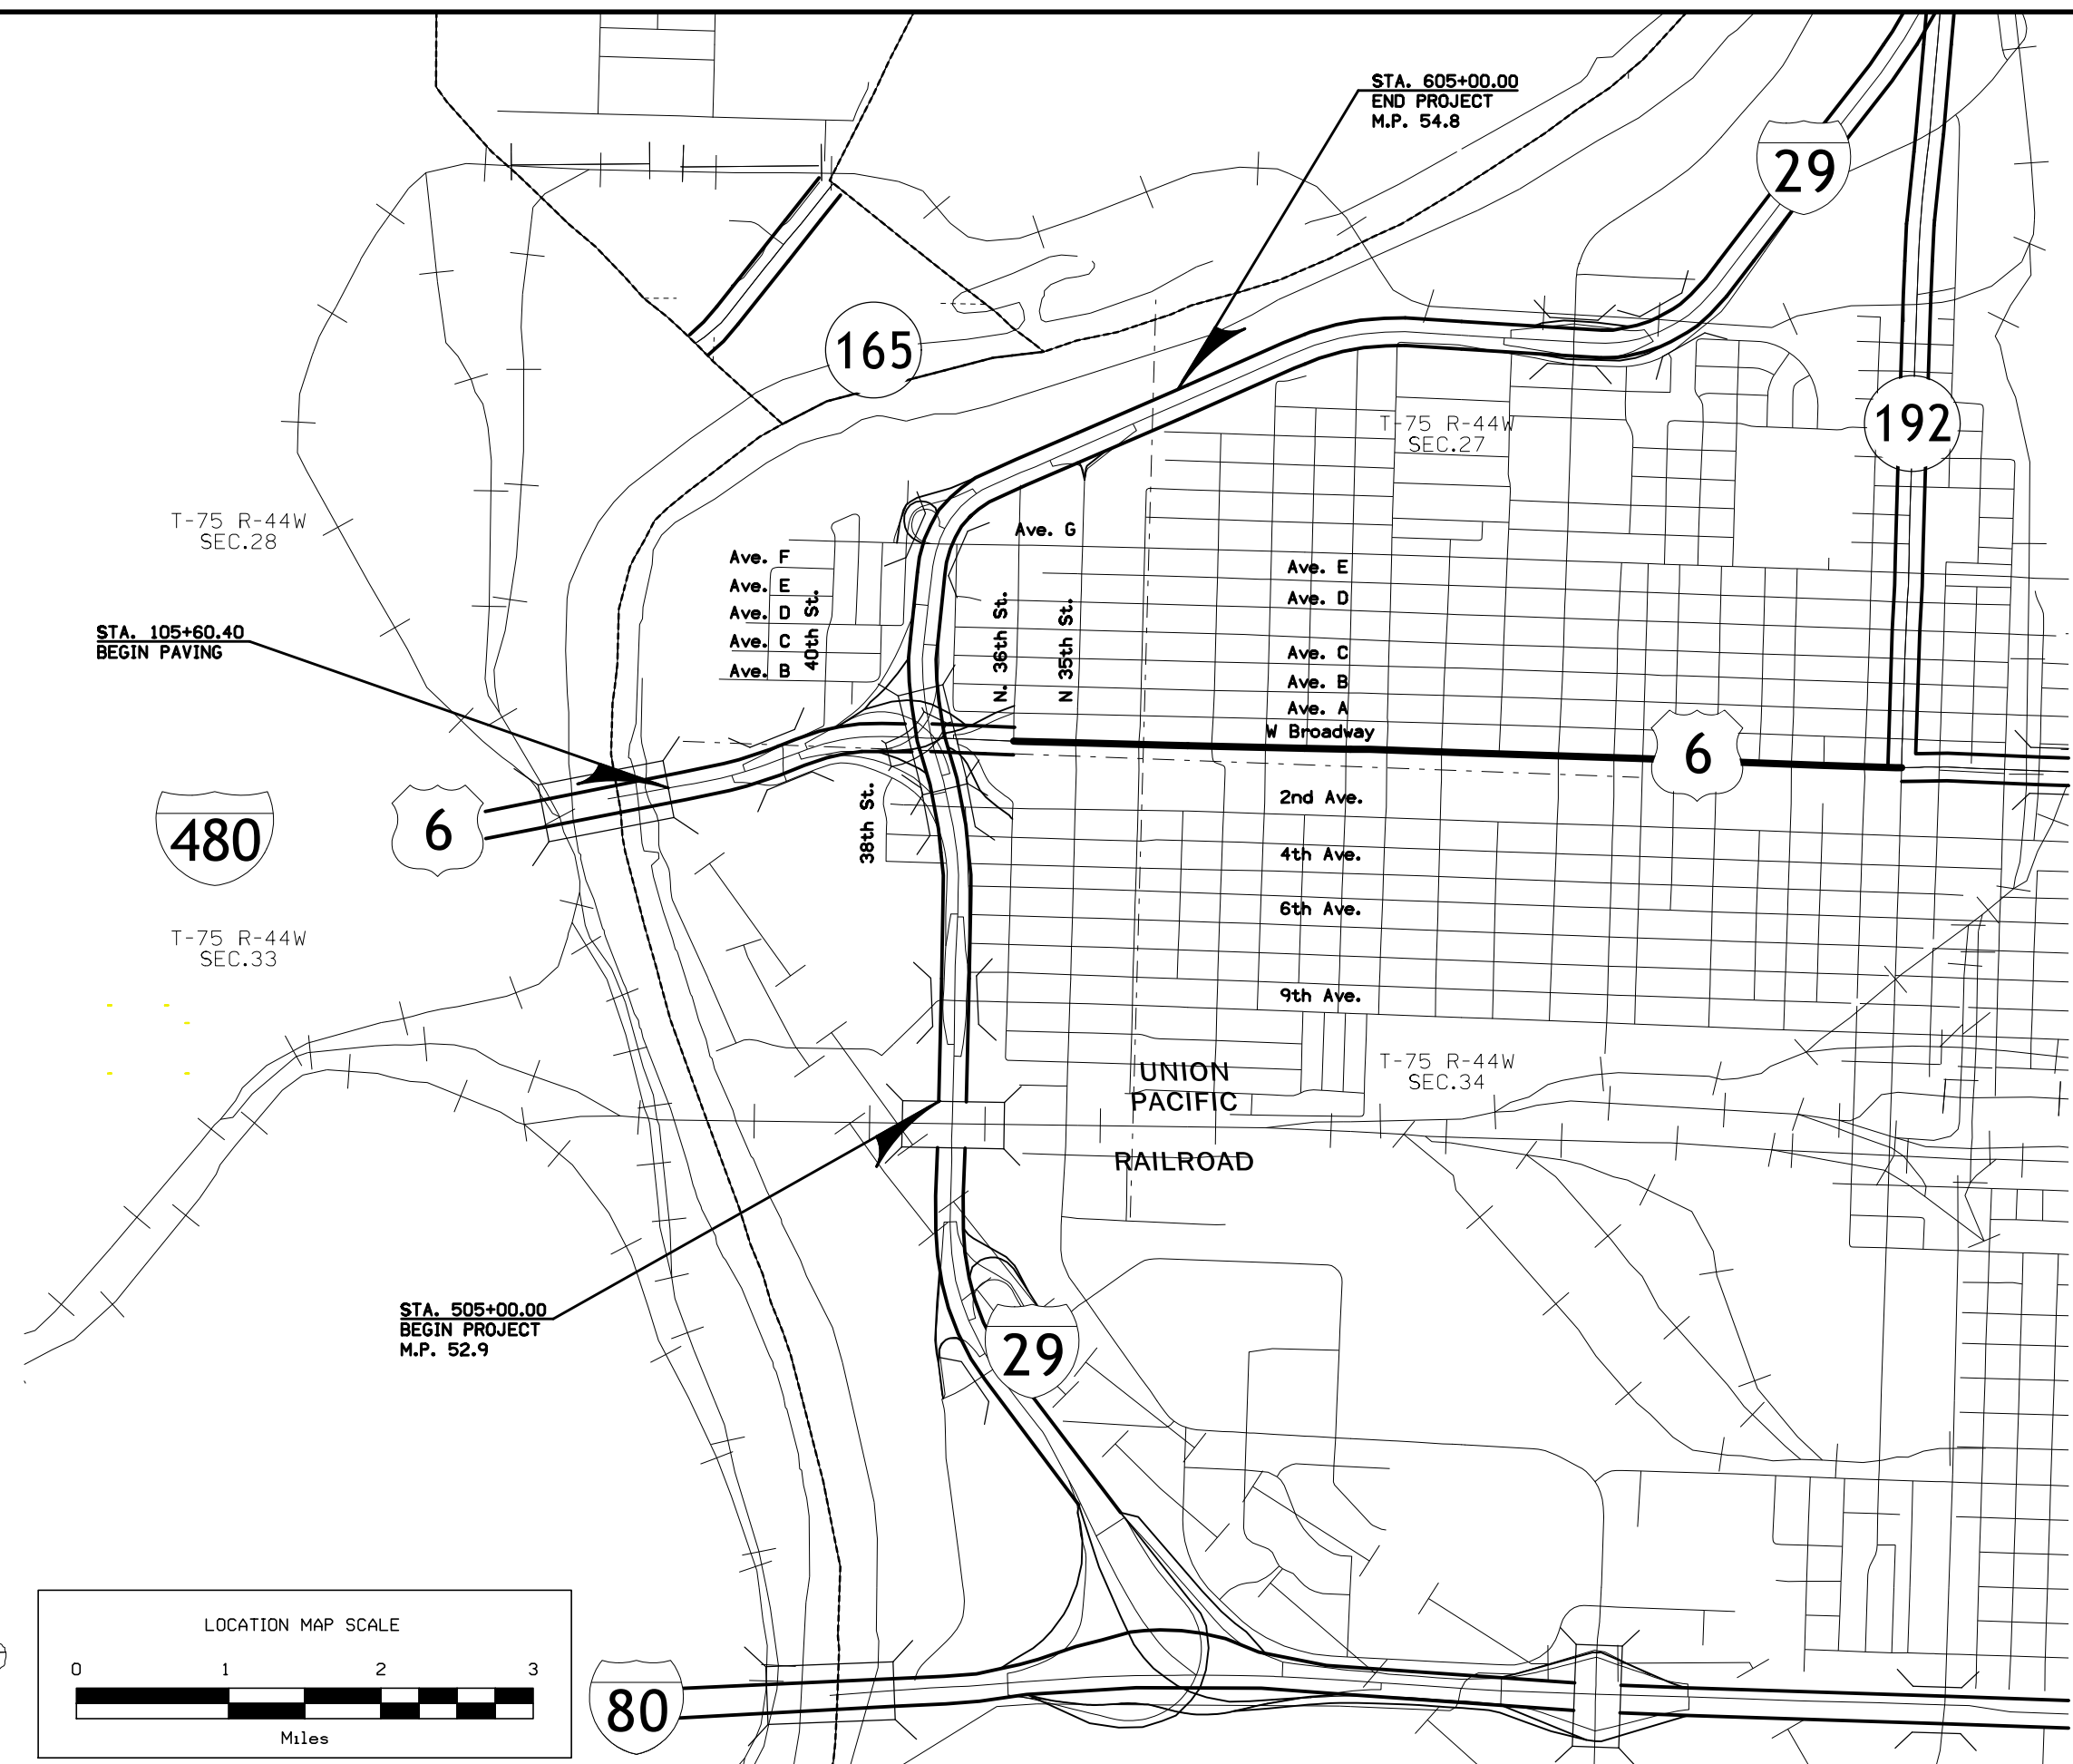 STA. 605+00.00
END PROJECT
M.P. 54.8
29
165
192
T-75 R-44W
SEC.27
T-75 R-44W
SEC.28
Ave. G
Ave. F
Ave. E
Ave. D
Ave. C
Ave. B
40th St.
N. 36th St.
N 35th St.
Ave. E
Ave. D
Ave. C
Ave. B
Ave. A
W Broadway
STA. 105+60.40
BEGIN PAVING
6
480
6
38th St.
2nd Ave.
4th Ave.
6th Ave.
9th Ave.
T-75 R-44W
SEC.33
UNION
PACIFIC
RAILROAD
T-75 R-44W
SEC.34
STA. 505+00.00
BEGIN PROJECT
M.P. 52.9
29
LOCATION MAP SCALE
0 1 2 3
Miles
80